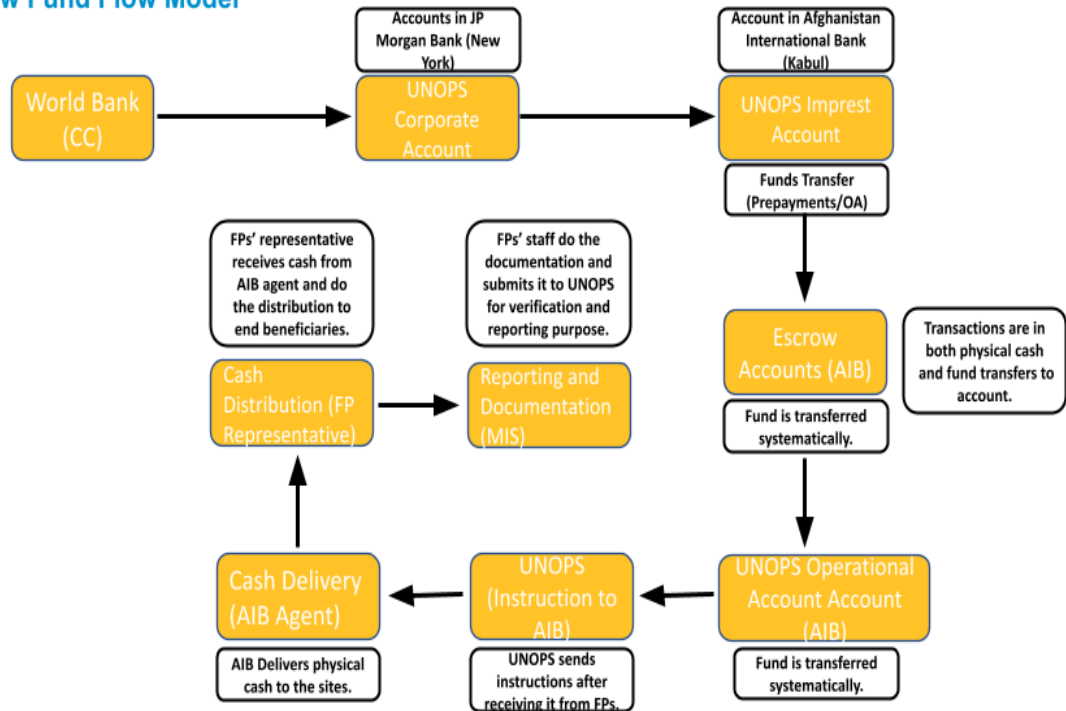 Fund Flow Model
Accounts in JP
Morgan Bank (New
York)
Account in Afghanistan
International Bank
(Kabul)
World Bank
(CC)
UNOPS
Corporate
Account
UNOPS Imprest
Account
Funds Transfer
(Prepayments/OA)
FPs’ representative
receives cash from
AIB agent and do
the distribution to
end beneficiaries.
FPs’ staff do the
documentation and
submits it to UNOPS
for verification and
reporting purpose.
Escrow
Accounts (AIB)
Transactions are in
both physical cash
and fund transfers to
account.
Cash
Distribution (FP
Representative)
Reporting and
Documentation
(MIS)
Fund is transferred
systematically.
Cash Delivery
(AIB Agent)
UNOPS
(Instruction to
AIB)
UNOPS Operational
Account Account
(AIB)
AIB Delivers physical
cash to the sites.
UNOPS sends
instructions after
receiving it from FPs.
Fund is transferred
systematically.